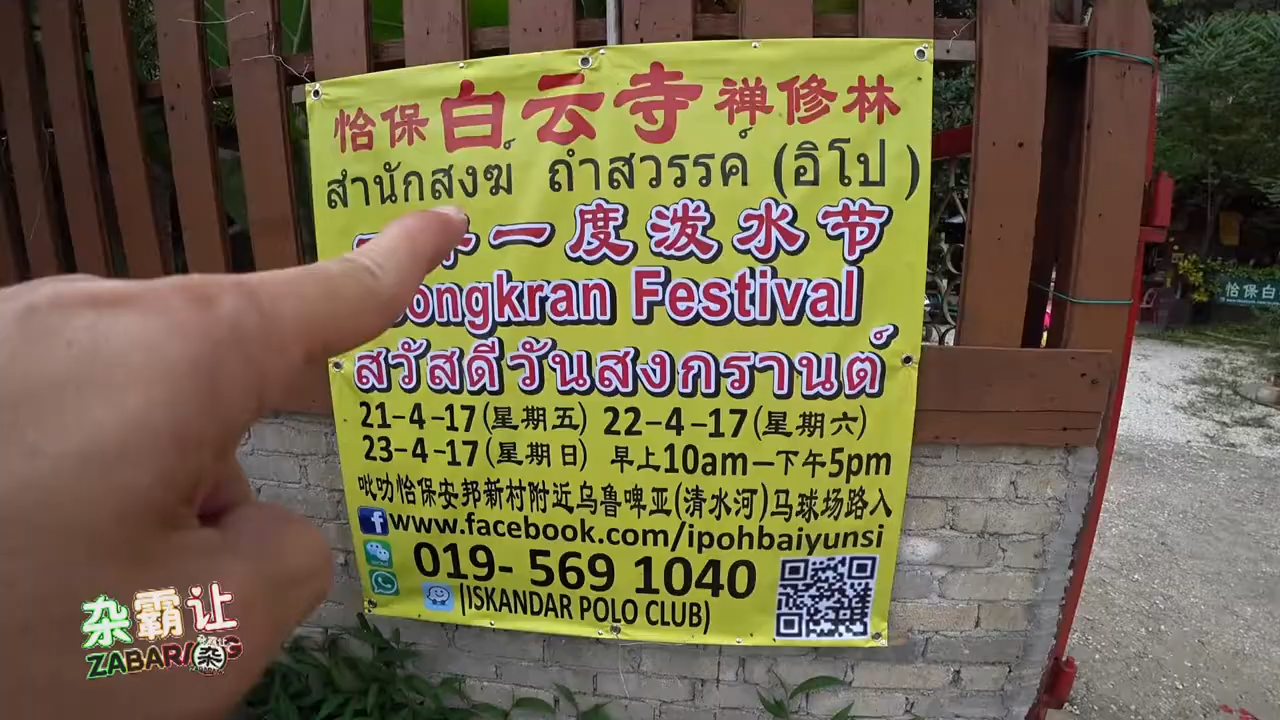 恰保白云寺禅修林
สำนักสงฆ์ ถ้ำสวรรค์ (อิโป)
一度泼水节
ongkran Festival
สวัสดีวันสงกรานต์
21-4-17(星期五) 22-4-17(星期六)
23-4-17(星期日) 早上10am-下午5pm
吡叻怡保安邦新村附近乌鲁啤亚(清水河)马球场路入
www.facebook.com/ipohbaiyunsi
019- 569 1040
(ISKANDAR POLO CLUB)
杂霸让
ZABARANG
恰保白